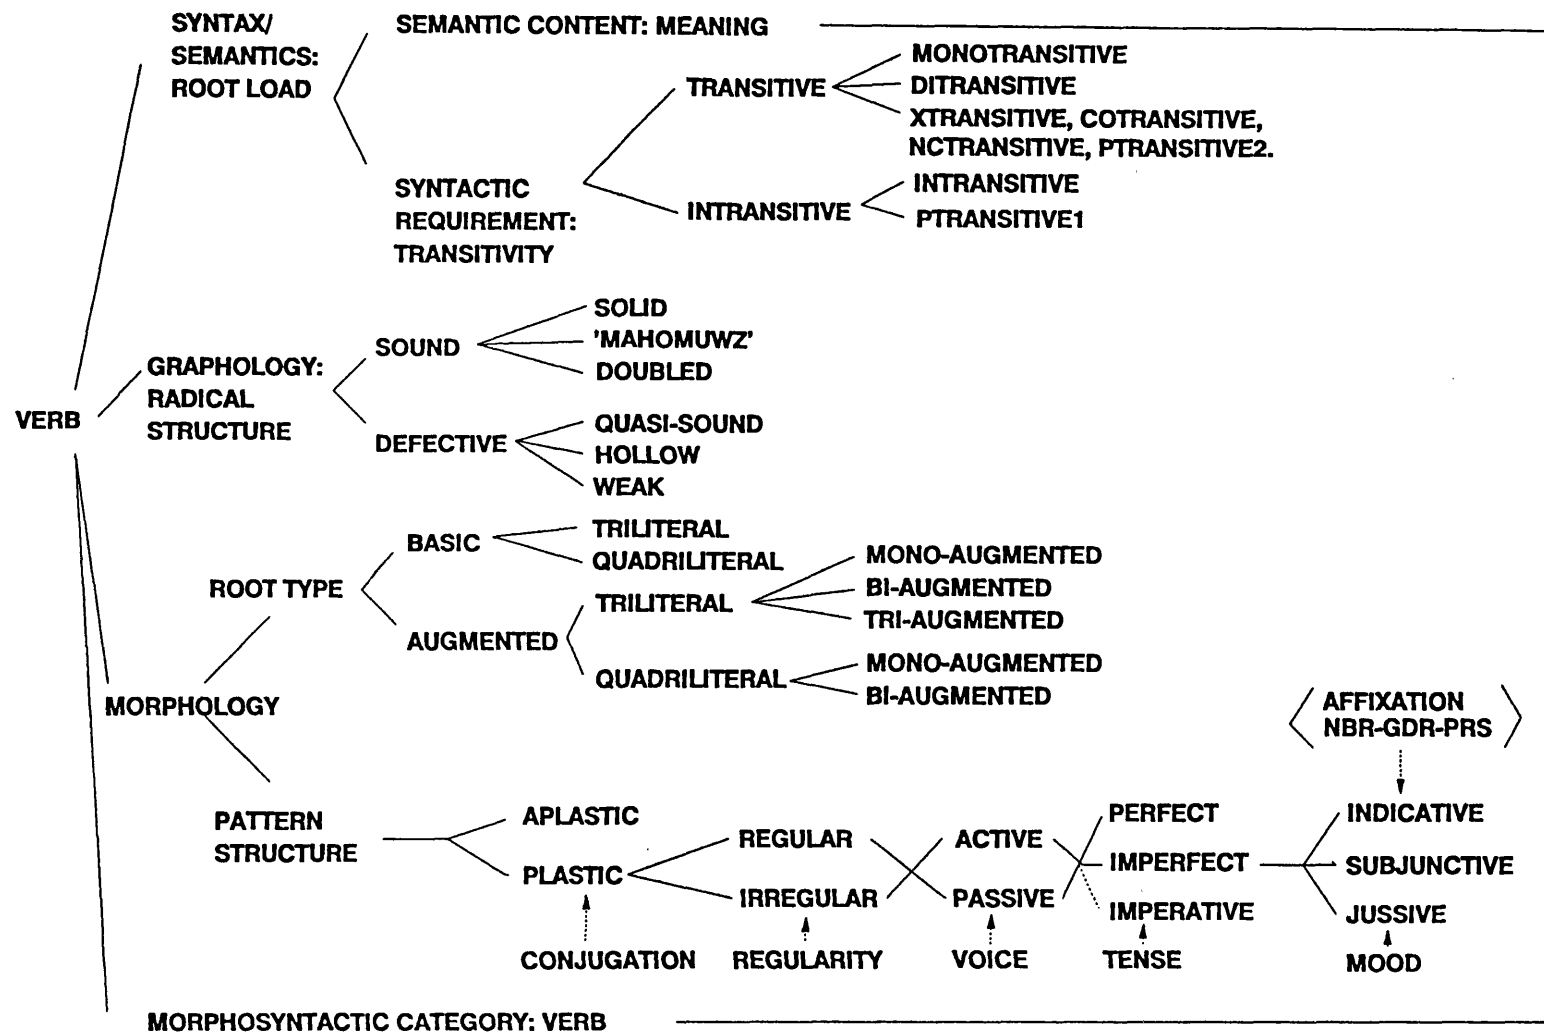 SYNTAX/
SEMANTICS:
ROOT LOAD
SEMANTIC CONTENT: MEANING
TRANSITIVE
MONOTRANSITIVE
DITRANSITIVE
XTRANSITIVE, COTRANSITIVE,
NCTRANSITIVE, PTRANSITIVE2.
SYNTACTIC
REQUIREMENT:
TRANSITIVITY
INTRANSITIVE
INTRANSITIVE
PTRANSITIVE1
VERB
GRAPHOLOGY:
RADICAL
STRUCTURE
SOUND
SOLID
'MAHOMUWZ'
DOUBLED
DEFECTIVE
QUASI-SOUND
HOLLOW
WEAK
MORPHOLOGY
ROOT TYPE
BASIC
TRILITERAL
QUADRILITERAL
AUGMENTED
TRILITERAL
MONO-AUGMENTED
BI-AUGMENTED
TRI-AUGMENTED
QUADRILITERAL
MONO-AUGMENTED
BI-AUGMENTED
PATTERN
STRUCTURE
APLASTIC
PLASTIC
CONJUGATION
REGULAR
IRREGULAR
REGULARITY
ACTIVE
PASSIVE
VOICE
PERFECT
IMPERFECT
IMPERATIVE
TENSE
AFFIXATION
NBR-GDR-PRS
INDICATIVE
SUBJUNCTIVE
JUSSIVE
MOOD
MORPHOSYNTACTIC CATEGORY: VERB